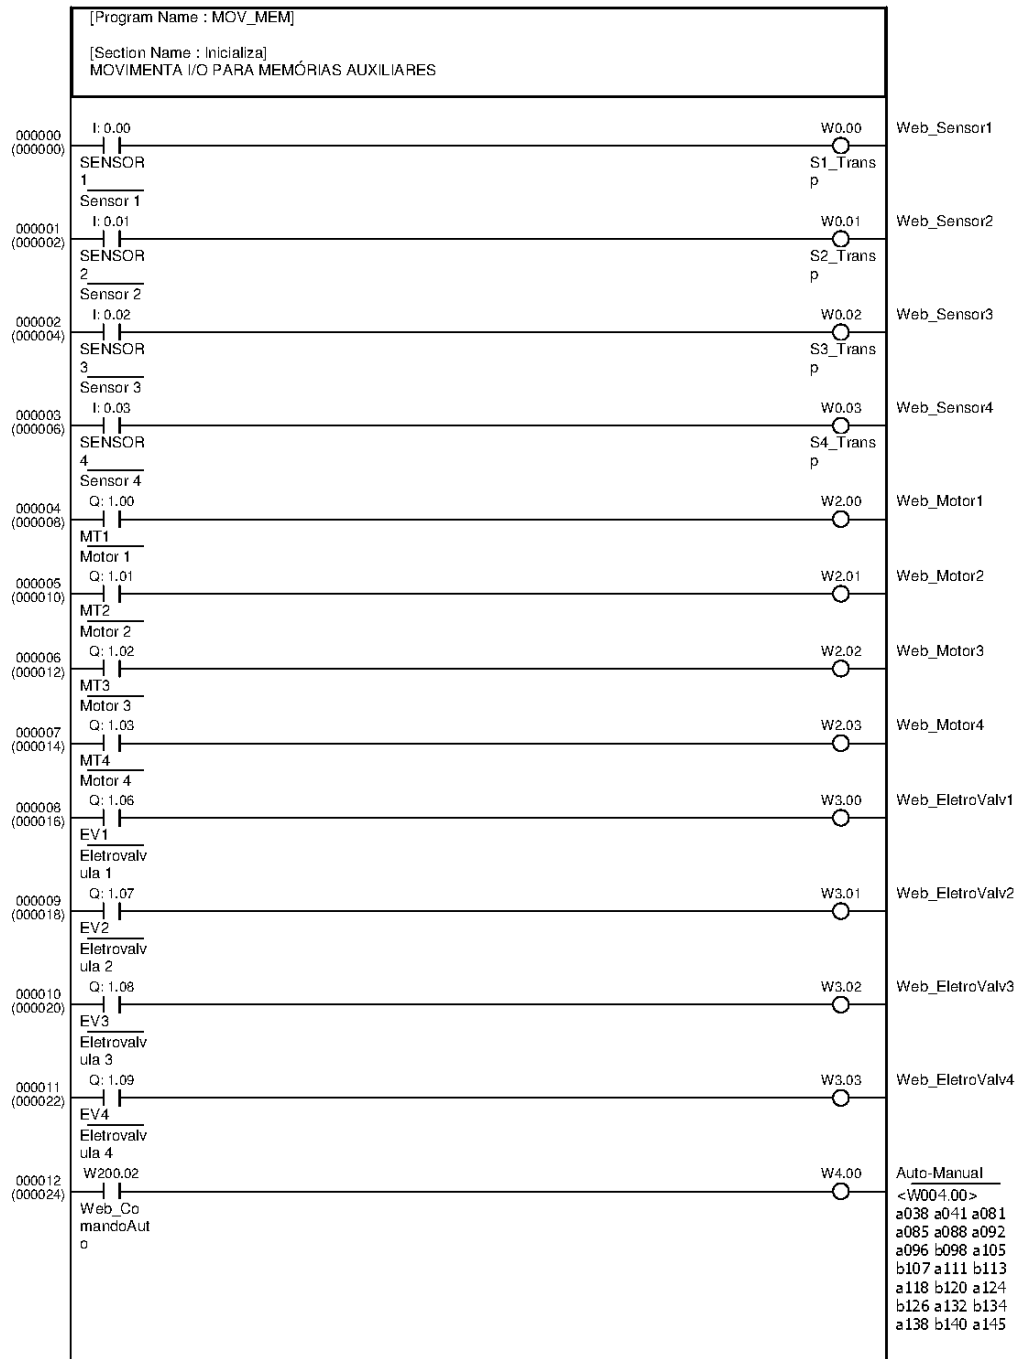 [Program Name : MOV_MEM]
[Section Name : Inicializa]
MOVIMENTA I/O PARA MEMÓRIAS AUXILIARES
000000
(000000)
I: 0.00
SENSOR
1
Sensor 1
W0.00
S1_Trans
p
Web_Sensor1
000001
(000002)
I: 0.01
SENSOR
2
Sensor 2
W0.01
S2_Trans
p
Web_Sensor2
000002
(000004)
I: 0.02
SENSOR
3
Sensor 3
W0.02
S3_Trans
p
Web_Sensor3
000003
(000006)
I: 0.03
SENSOR
4
Sensor 4
W0.03
S4_Trans
p
Web_Sensor4
000004
(000008)
Q: 1.00
MT1
Motor 1
W2.00
Web_Motor1
000005
(000010)
Q: 1.01
MT2
Motor 2
W2.01
Web_Motor2
000006
(000012)
Q: 1.02
MT3
Motor 3
W2.02
Web_Motor3
000007
(000014)
Q: 1.03
MT4
Motor 4
W2.03
Web_Motor4
000008
(000016)
Q: 1.06
EV1
Eletrovalv
ula 1
W3.00
Web_EletroValv1
000009
(000018)
Q: 1.07
EV2
Eletrovalv
ula 2
W3.01
Web_EletroValv2
000010
(000020)
Q: 1.08
EV3
Eletrovalv
ula 3
W3.02
Web_EletroValv3
000011
(000022)
Q: 1.09
EV4
Eletrovalv
ula 4
W3.03
Web_EletroValv4
000012
(000024)
W200.02
Web_Co
mandoAut
o
W4.00
Auto-Manual
<W004.00>
a038 a041 a081
a085 a088 a092
a096 b098 a105
b107 a111 b113
a118 b120 a124
b126 a132 b134
a138 b140 a145